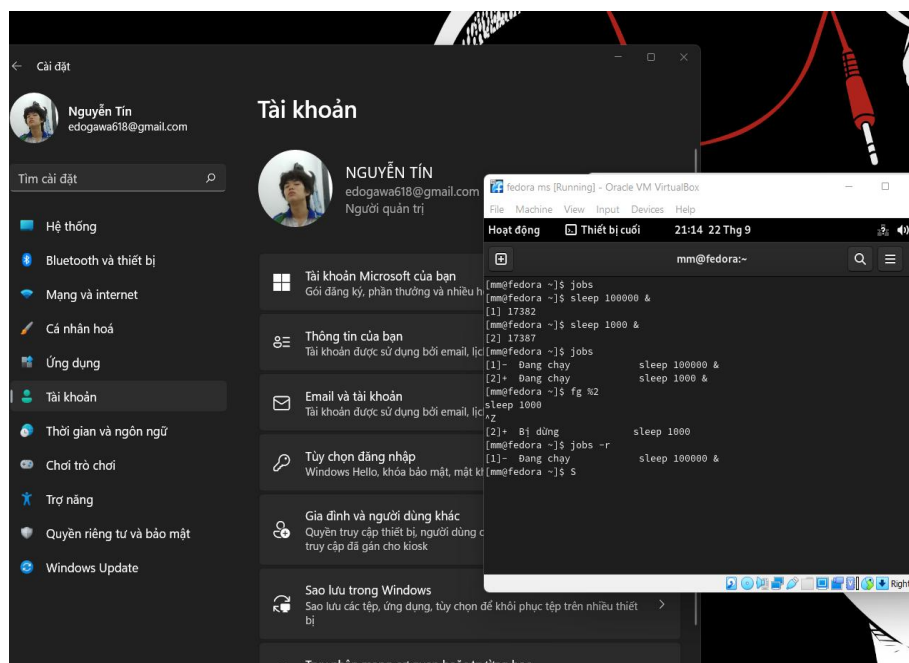 Cài đặt
Nguyễn Tín
edogawa618@gmail.com
Tìm cài đặt
Hệ thống
Bluetooth và thiết bị
Mạng và internet
Cá nhân hoá
Ứng dụng
Tài khoản
Thời gian và ngôn ngữ
Chơi trò chơi
Trợ năng
Quyền riêng tư và bảo mật
Windows Update
Tài khoản
NGUYỄN TÍN
edogawa618@gmail.com
Người quản trị
Tài khoản Microsoft của bạn
Gói đăng ký, phần thưởng và nhiều
Thông tin của bạn
Tài khoản được sử dụng bởi email,
Email và tài khoản
Tài khoản được sử dụng bởi email,
Tùy chọn đăng nhập
Windows Hello, khóa bảo mật, mật
Gia đình và người dùng khác
Quyền truy cập thiết bị, người dùng
truy cập đã gán cho kiosk
Sao lưu trong Windows
Sao lưu các tệp, ứng dụng, tùy chọn để khôi phục tệp trên nhiều thiết
bị
fedora ms [Running] - Oracle VM VirtualBox
File Machine View Input Devices Help
Hoạt động Thiết bị cuối 21:14 22 Thg 9
mm@fedora:~
[mm@fedora ~]$ jobs
[mm@fedora ~]$ sleep 100000 &
[1] 17382
[mm@fedora ~]$ sleep 1000 &
[2] 17387
[mm@fedora ~]$ jobs
[1]- Đang chạy sleep 100000 &
[2]+ Đang chạy sleep 1000 &
[mm@fedora ~]$ fg %2
sleep 1000
^Z
[2]+ Bị dừng sleep 1000
[mm@fedora ~]$ jobs -r
[1]- Đang chạy sleep 100000 &
[mm@fedora ~]$ S
Right